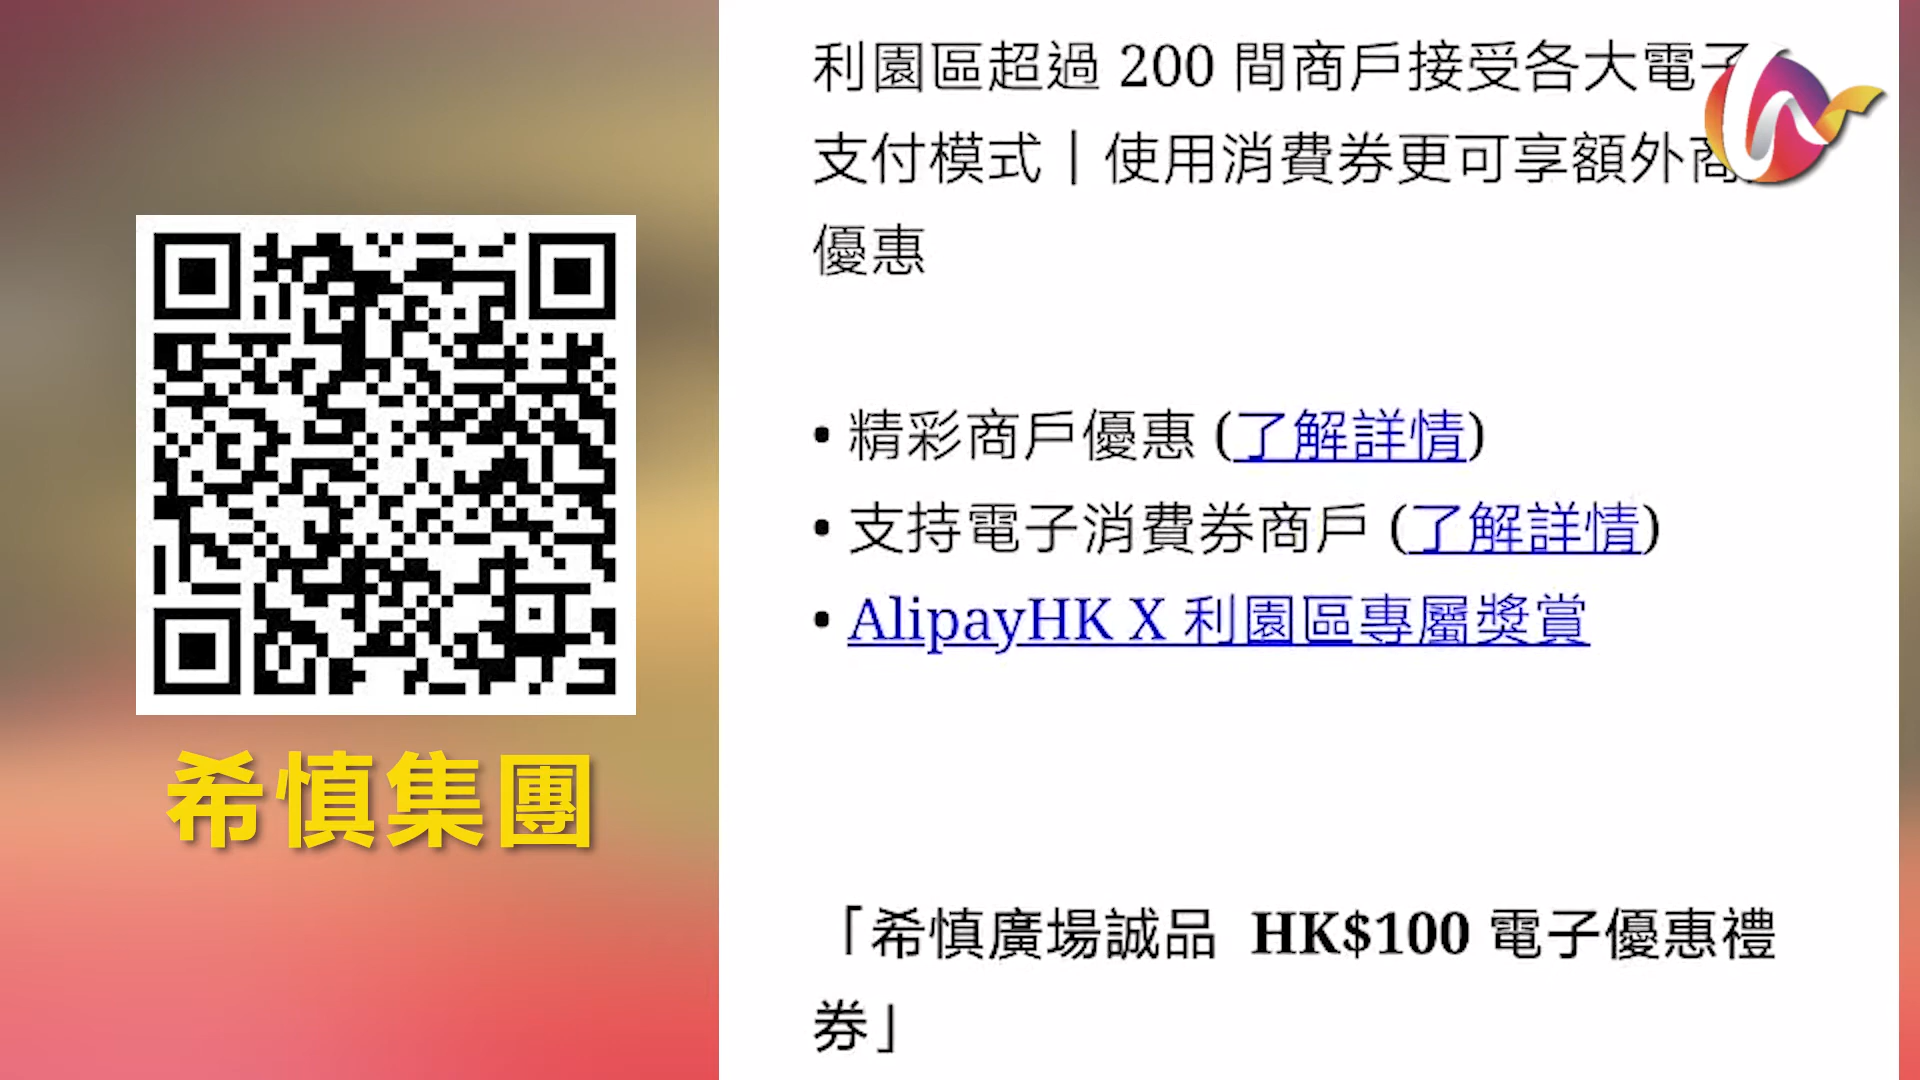 利園區超過 200 間商戶接受各大電子
支付模式｜使用消費券更可享額外商
優惠
• 精彩商戶優惠 (了解詳情)
• 支持電子消費券商戶 (了解詳情)
• AlipayHK X 利園區專屬獎賞
希慎集團
「希慎廣場誠品 HK$100 電子優惠禮
券」